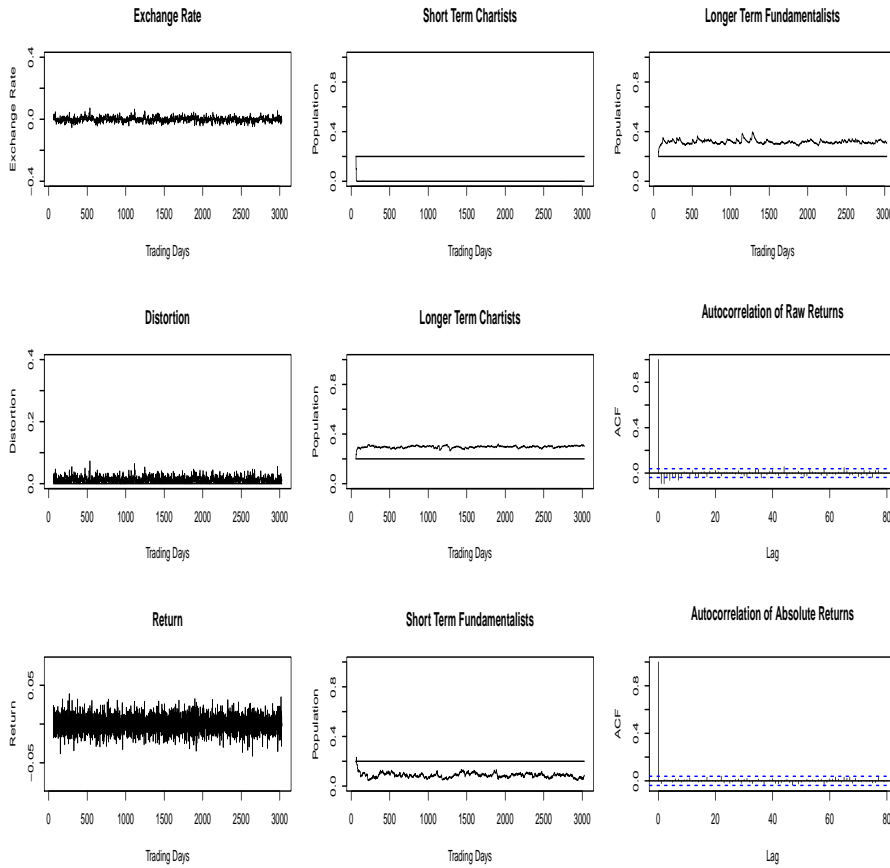 Exchange Rate
Exchange Rate
−0.4 0.0 0.4
0 500 1000 1500 2000 2500 3000
Trading Days
Short Term Chartists
Population
0.0 0.4 0.8
0 500 1000 1500 2000 2500 3000
Trading Days
Longer Term Fundamentalists
Population
0.0 0.4 0.8
0 500 1000 1500 2000 2500 3000
Trading Days
Distortion
Distortion
0.0 0.2 0.4
0 500 1000 1500 2000 2500 3000
Trading Days
Longer Term Chartists
Population
0.0 0.4 0.8
0 500 1000 1500 2000 2500 3000
Trading Days
Autocorrelation of Raw Returns
ACF
0.0 0.4 0.8
0 20 40 60 80
Lag
Return
Return
−0.05 0.05
0 500 1000 1500 2000 2500 3000
Trading Days
Short Term Fundamentalists
Population
0.0 0.4 0.8
0 500 1000 1500 2000 2500 3000
Trading Days
Autocorrelation of Absolute Returns
ACF
0.0 0.4 0.8
0 20 40 60 80
Lag